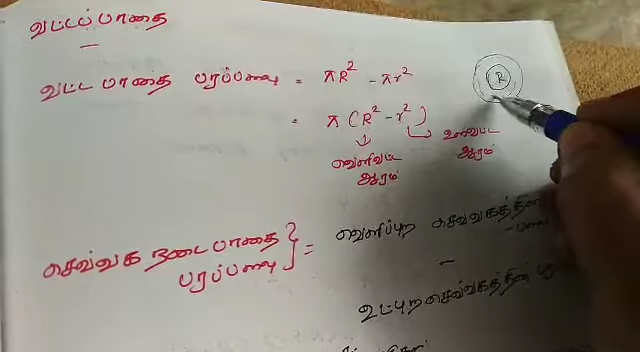 வட்டப்பாதை
வட்ட பாதை பரப்பளவு = πR² - πr²
= π (R² - r²)
வெளிவட்ட ஆரம்
உள்வட்ட ஆரம்
R
செவ்வக நடைபாதை பரப்பளவு } =
வெளிப்புற செவ்வகத்தின்
-
உட்புற செவ்வகத்தின்